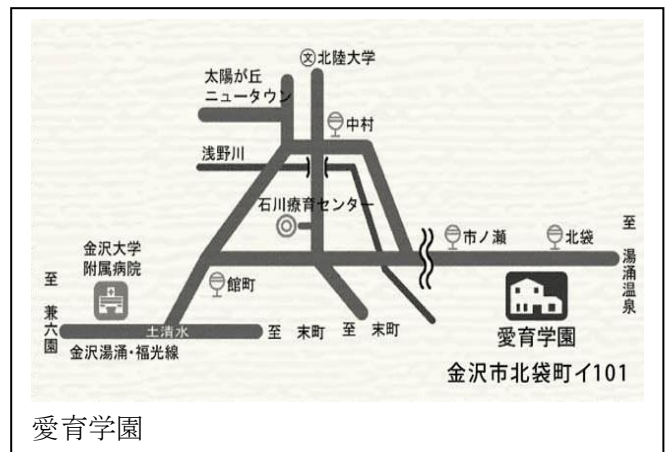 文 北陸大学
太陽が丘
ニュータウン
中村
浅野川
石川療育センター
市ノ瀬
北袋
至 湯涌温泉
金沢大学
附属病院
館町
至 兼六園
土清水
至 末町
至 末町
金沢湯涌・福光線
愛育学園
金沢市北袋町イ101
愛育学園